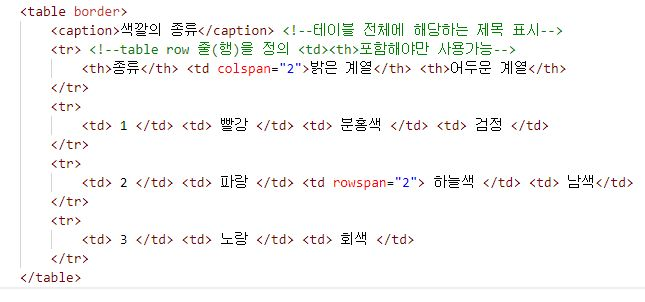 <table border>
<caption>색깔의 종류</caption> <!--테이블 전체에 해당하는 제목 표시-->
<tr> <!--table row 줄(행)을 정의 <td><th>포함해야만 사용가능-->
<th>종류</th> <td colspan="2">밝은 계열</th> <th>어두운 계열</th>
</tr>
<tr>
<td> 1 </td> <td> 빨강 </td> <td> 분홍색 </td> <td> 검정 </td>
</tr>
<tr>
<td> 2 </td> <td> 파랑 </td> <td rowspan="2"> 하늘색 </td> <td> 남색</td>
</tr>
<tr>
<td> 3 </td> <td> 노랑 </td> <td> 회색 </td>
</tr>
</table>